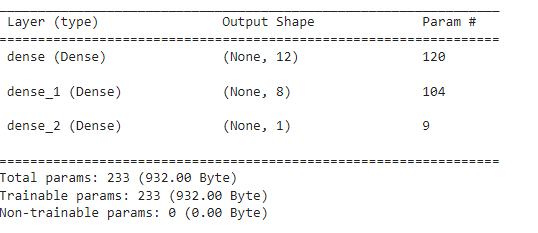 Layer (type) Output Shape Param #
dense (Dense) (None, 12) 120
dense_1 (Dense) (None, 8) 104
dense_2 (Dense) (None, 1) 9
Total params: 233 (932.00 Byte)
Trainable params: 233 (932.00 Byte)
Non-trainable params: 0 (0.00 Byte)